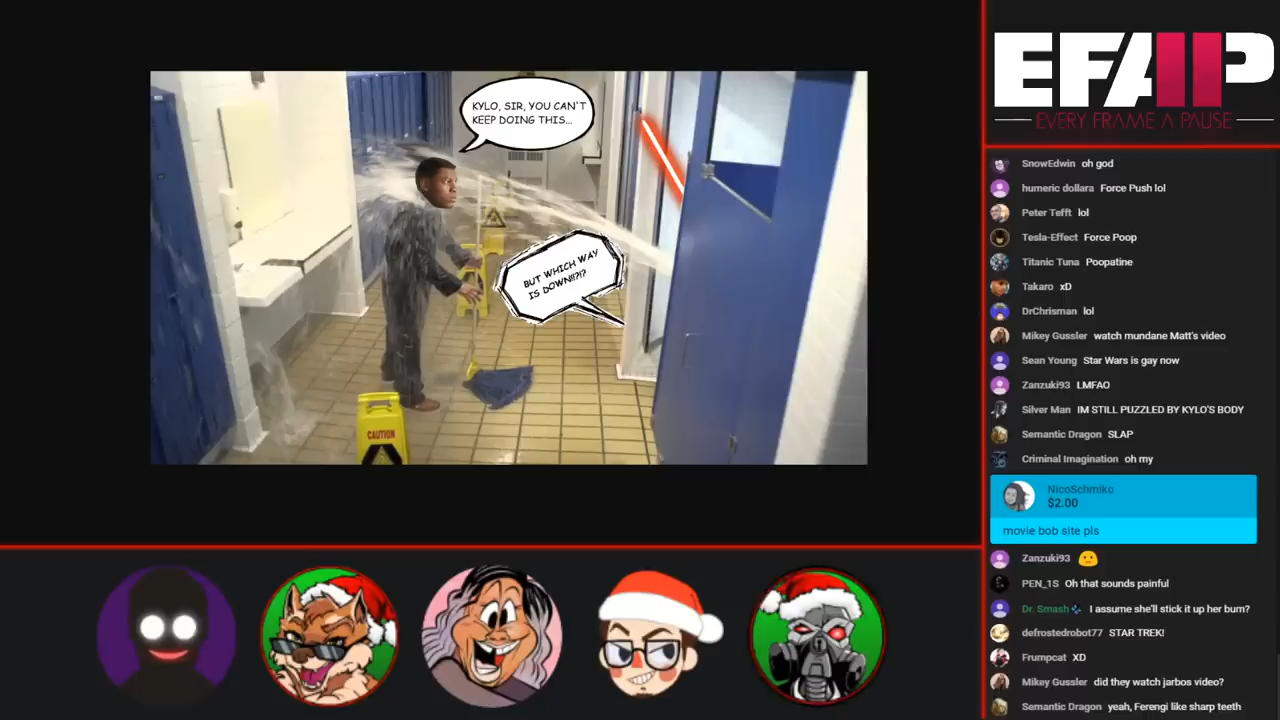 KYLO, SIR, YOU CAN'T
KEEP DOING THIS...
BUT WHICH WAY
IS DOWN!!?!?
CAUTION
EFAP
EVERY FRAME A PAUSE
SnowEdwin oh god
humeric dollara Force Push lol
Peter Tefft lol
Tesla-Effect Force Poop
Titanic Tuna Poopatine
Takaro xD
DrChrisman lol
Mikey Gussler watch mundane Matt's video
Sean Young Star Wars is gay now
Zanzuki93 LMFAO
Silver Man IM STILL PUZZLED BY KYLO'S BODY
Semantic Dragon SLAP
Criminal Imagination oh my
NicoSchmiko
$2.00
movie bob site pls
Zanzuki93
PEN_1S Oh that sounds painful
Dr. Smash I assume she'll stick it up her bum?
defrostedrobot77 STAR TREK!
Frumpcat XD
Mikey Gussler did they watch jarbos video?
Semantic Dragon yeah, Ferengi like sharp teeth